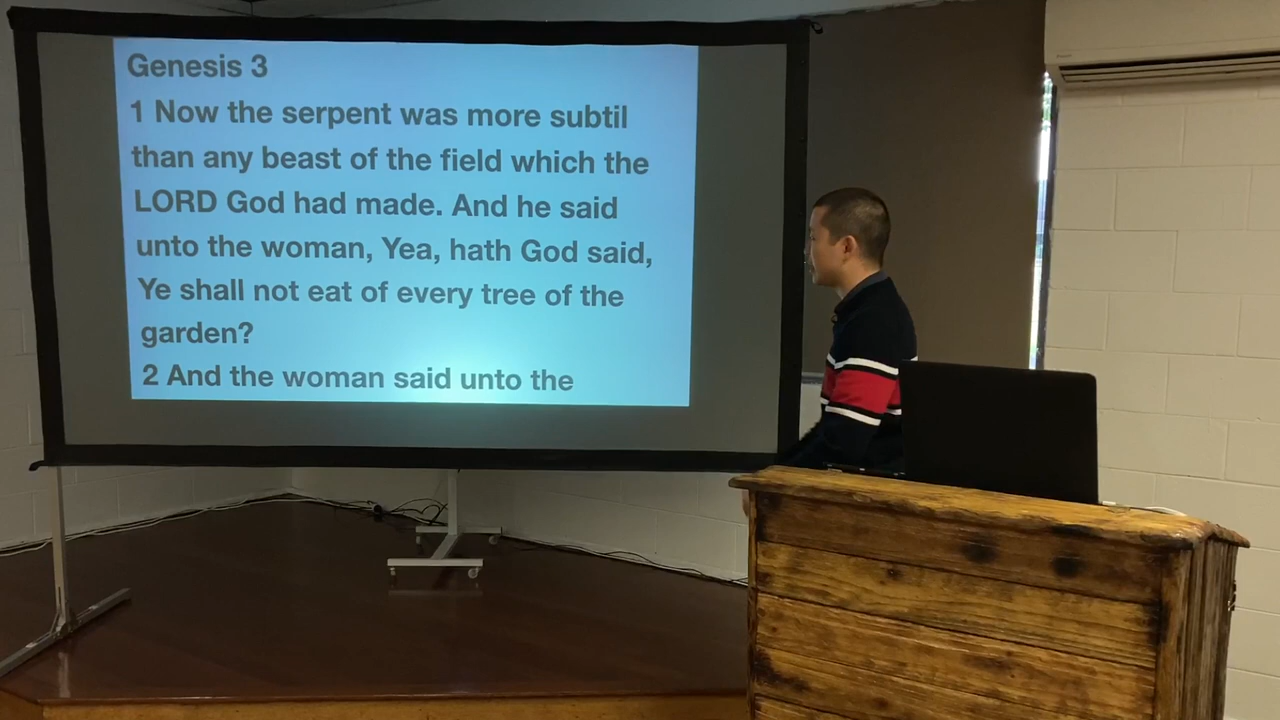 Genesis 3
1 Now the serpent was more subtil
than any beast of the field which the
LORD God had made. And he said
unto the woman, Yea, hath God said,
Ye shall not eat of every tree of the
garden?
2 And the woman said unto the